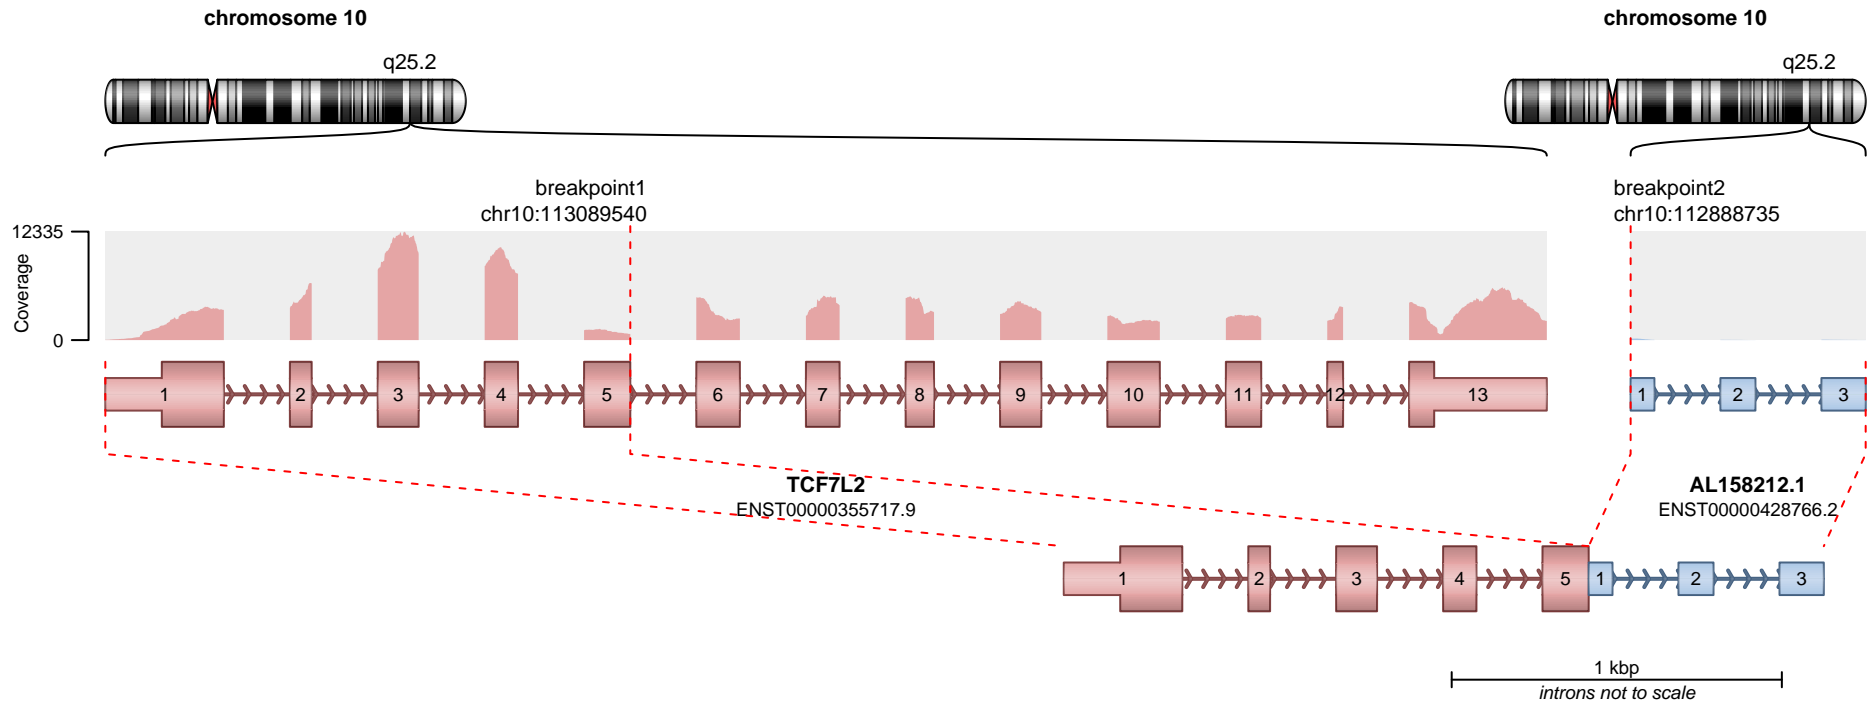 chromosome 10
chromosome 10
q25.2
q25.2
breakpoint1
chr10:113089540
breakpoint2
chr10:112888735
12335
Coverage
0
1 2 3 4 5 6 7 8 9 10 11 12 13
1 2 3
TCF7L2
ENST00000355717.9
AL158212.1
ENST00000428766.2
1 2 3 4 5 1 2 3
1 kbp
introns not to scale